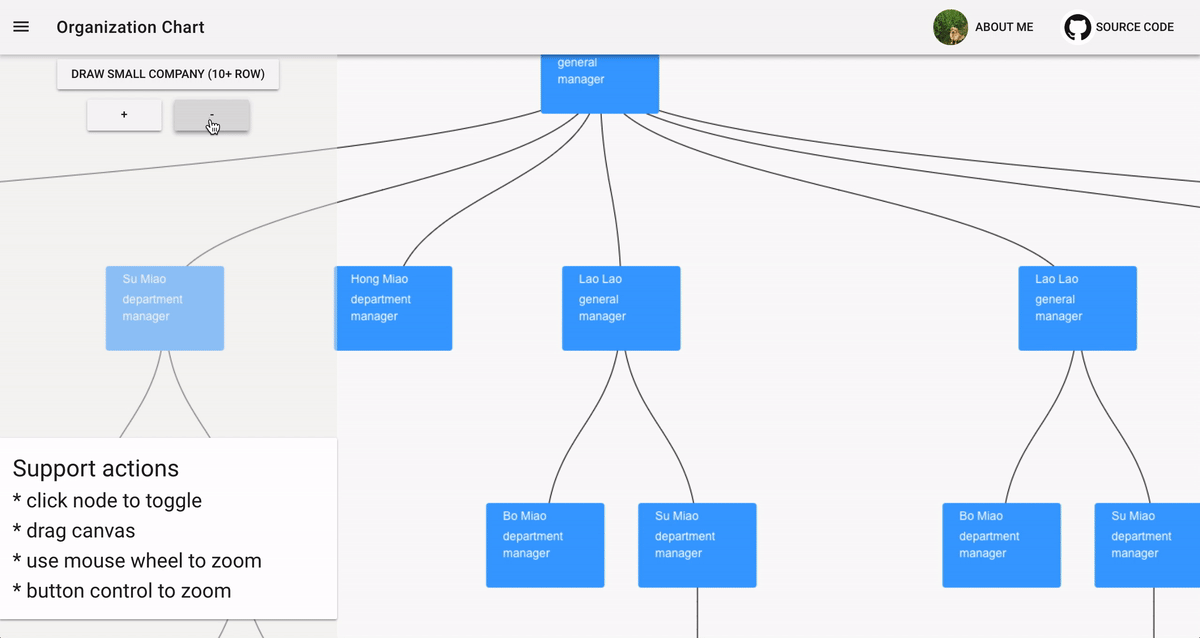 Organization Chart
ABOUT ME
SOURCE CODE
DRAW SMALL COMPANY (10+ ROW)
+
-
general
manager
Su Miao
department
manager
Hong Miao
department
manager
Lao Lao
general
manager
Lao Lao
general
manager
Bo Miao
department
manager
Su Miao
department
manager
Bo Miao
department
manager
Su Miao
department
manager
Support actions
* click node to toggle
* drag canvas
* use mouse wheel to zoom
* button control to zoom